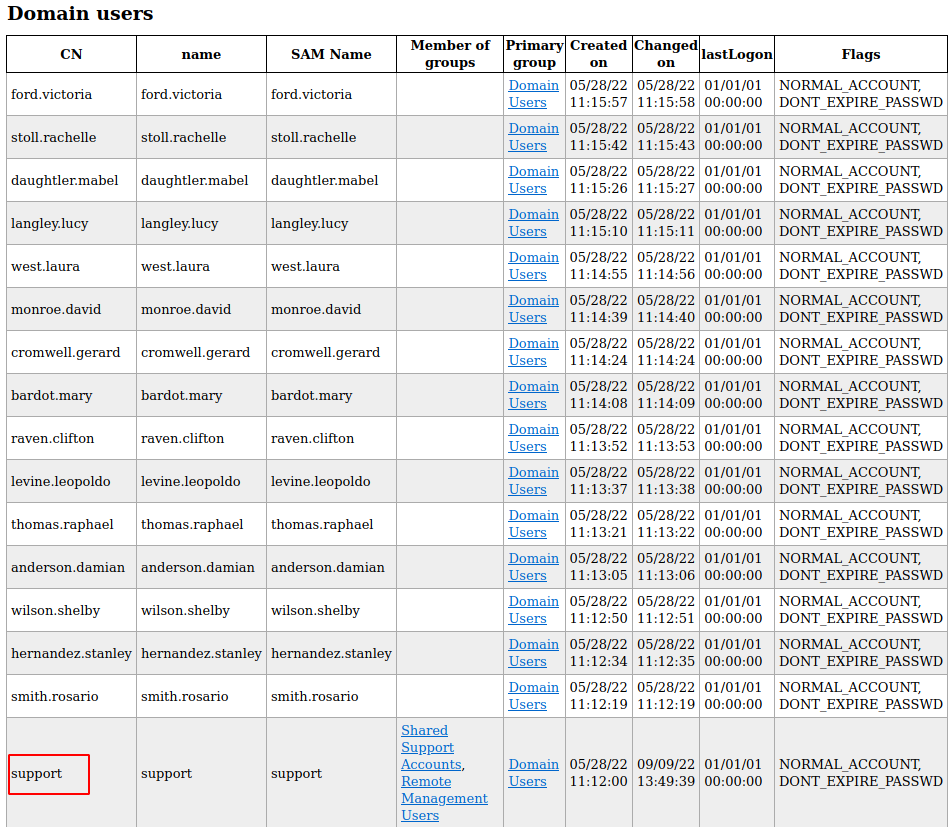 Domain users
CN name SAM Name Member of groups Primary group Created on Changed on lastLogon Flags
ford.victoria ford.victoria ford.victoria Domain Users 05/28/22 11:15:57 05/28/22 11:15:58 01/01/01 00:00:00 NORMAL_ACCOUNT, DONT_EXPIRE_PASSWD
stoll.rachelle stoll.rachelle stoll.rachelle Domain Users 05/28/22 11:15:42 05/28/22 11:15:43 01/01/01 00:00:00 NORMAL_ACCOUNT, DONT_EXPIRE_PASSWD
daughtler.mabel daughtler.mabel daughtler.mabel Domain Users 05/28/22 11:15:26 05/28/22 11:15:27 01/01/01 00:00:00 NORMAL_ACCOUNT, DONT_EXPIRE_PASSWD
langley.lucy langley.lucy langley.lucy Domain Users 05/28/22 11:15:10 05/28/22 11:15:11 01/01/01 00:00:00 NORMAL_ACCOUNT, DONT_EXPIRE_PASSWD
west.laura west.laura west.laura Domain Users 05/28/22 11:14:55 05/28/22 11:14:56 01/01/01 00:00:00 NORMAL_ACCOUNT, DONT_EXPIRE_PASSWD
monroe.david monroe.david monroe.david Domain Users 05/28/22 11:14:39 05/28/22 11:14:40 01/01/01 00:00:00 NORMAL_ACCOUNT, DONT_EXPIRE_PASSWD
cromwell.gerard cromwell.gerard cromwell.gerard Domain Users 05/28/22 11:14:24 05/28/22 11:14:24 01/01/01 00:00:00 NORMAL_ACCOUNT, DONT_EXPIRE_PASSWD
bardot.mary bardot.mary bardot.mary Domain Users 05/28/22 11:14:08 05/28/22 11:14:09 01/01/01 00:00:00 NORMAL_ACCOUNT, DONT_EXPIRE_PASSWD
raven.clifton raven.clifton raven.clifton Domain Users 05/28/22 11:13:52 05/28/22 11:13:53 01/01/01 00:00:00 NORMAL_ACCOUNT, DONT_EXPIRE_PASSWD
levine.leopoldo levine.leopoldo levine.leopoldo Domain Users 05/28/22 11:13:37 05/28/22 11:13:38 01/01/01 00:00:00 NORMAL_ACCOUNT, DONT_EXPIRE_PASSWD
thomas.raphael thomas.raphael thomas.raphael Domain Users 05/28/22 11:13:21 05/28/22 11:13:22 01/01/01 00:00:00 NORMAL_ACCOUNT, DONT_EXPIRE_PASSWD
anderson.damian anderson.damian anderson.damian Domain Users 05/28/22 11:13:05 05/28/22 11:13:06 01/01/01 00:00:00 NORMAL_ACCOUNT, DONT_EXPIRE_PASSWD
wilson.shelby wilson.shelby wilson.shelby Domain Users 05/28/22 11:12:50 05/28/22 11:12:51 01/01/01 00:00:00 NORMAL_ACCOUNT, DONT_EXPIRE_PASSWD
hernandez.stanley hernandez.stanley hernandez.stanley Domain Users 05/28/22 11:12:34 05/28/22 11:12:35 01/01/01 00:00:00 NORMAL_ACCOUNT, DONT_EXPIRE_PASSWD
smith.rosario smith.rosario smith.rosario Domain Users 05/28/22 11:12:19 05/28/22 11:12:19 01/01/01 00:00:00 NORMAL_ACCOUNT, DONT_EXPIRE_PASSWD
support support support Shared Support Accounts, Remote Management Users Domain Users 05/28/22 11:12:00 09/09/22 13:49:39 01/01/01 00:00:00 NORMAL_ACCOUNT, DONT_EXPIRE_PASSWD